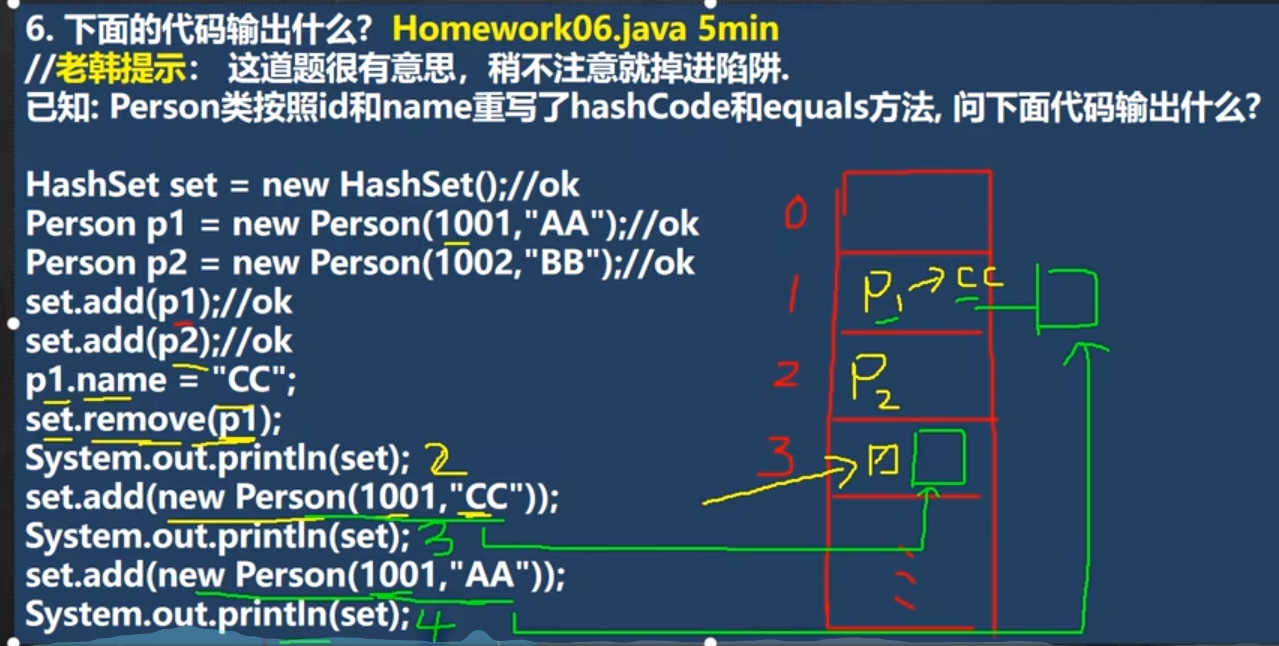 6. 下面的代码输出什么? Homework06.java 5min
//老韩提示： 这道题很有意思，稍不注意就掉进陷阱.
已知: Person类按照id和name重写了hashCode和equals方法, 问下面代码输出什么?
HashSet set = new HashSet();//ok
Person p1 = new Person(1001,"AA");//ok
Person p2 = new Person(1002,"BB");//ok
set.add(p1);//ok
set.add(p2);//ok
p1.name = "CC";
set.remove(p1);
System.out.println(set); 2
set.add(new Person(1001,"CC"));
System.out.println(set); 3
set.add(new Person(1001,"AA"));
System.out.println(set); 4
0
1 P1 → CC
2 P2
3